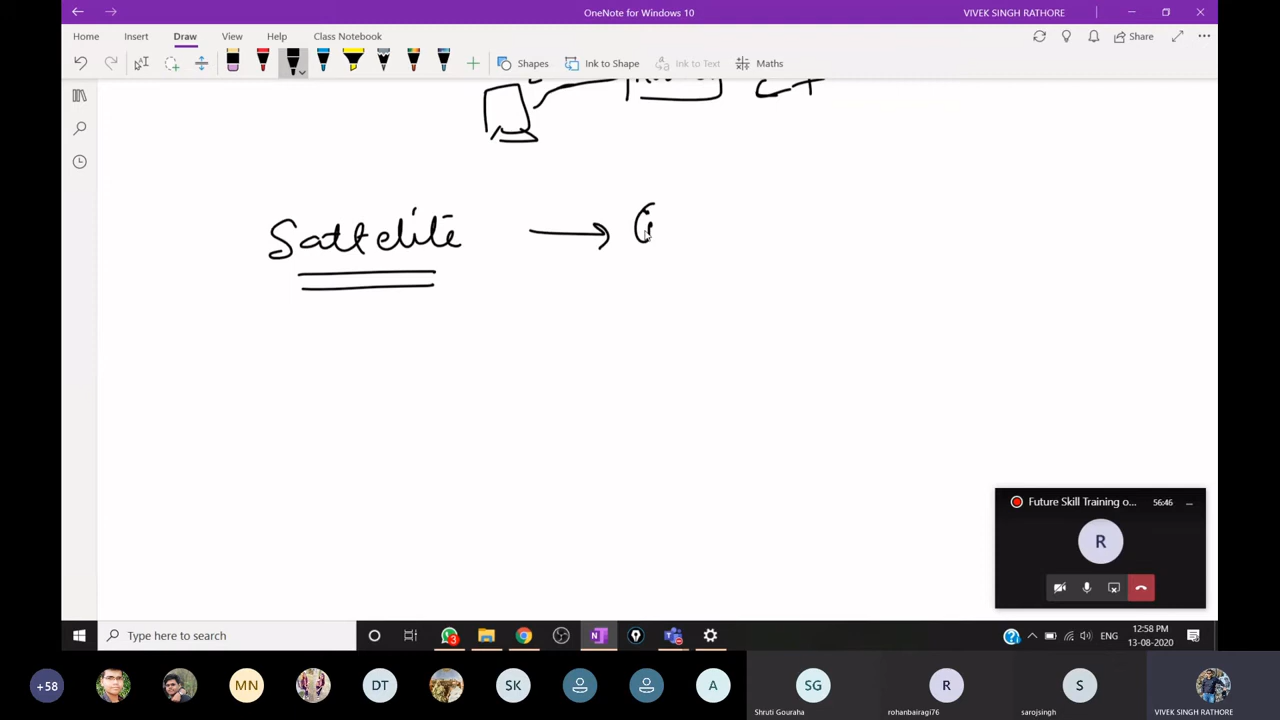 OneNote for Windows 10
VIVEK SINGH RATHORE
Home Insert Draw View Help Class Notebook
Share
Shapes Ink to Shape Ink to Text Maths
Sattelite →
Future Skill Training o...
56:46
R
Type here to search
3
ENG
12:58 PM
13-08-2020
+58 MN DT SK A SG R S
Shruti Gouraha rohanbairagi76 sarojsingh VIVEK SINGH RATHORE